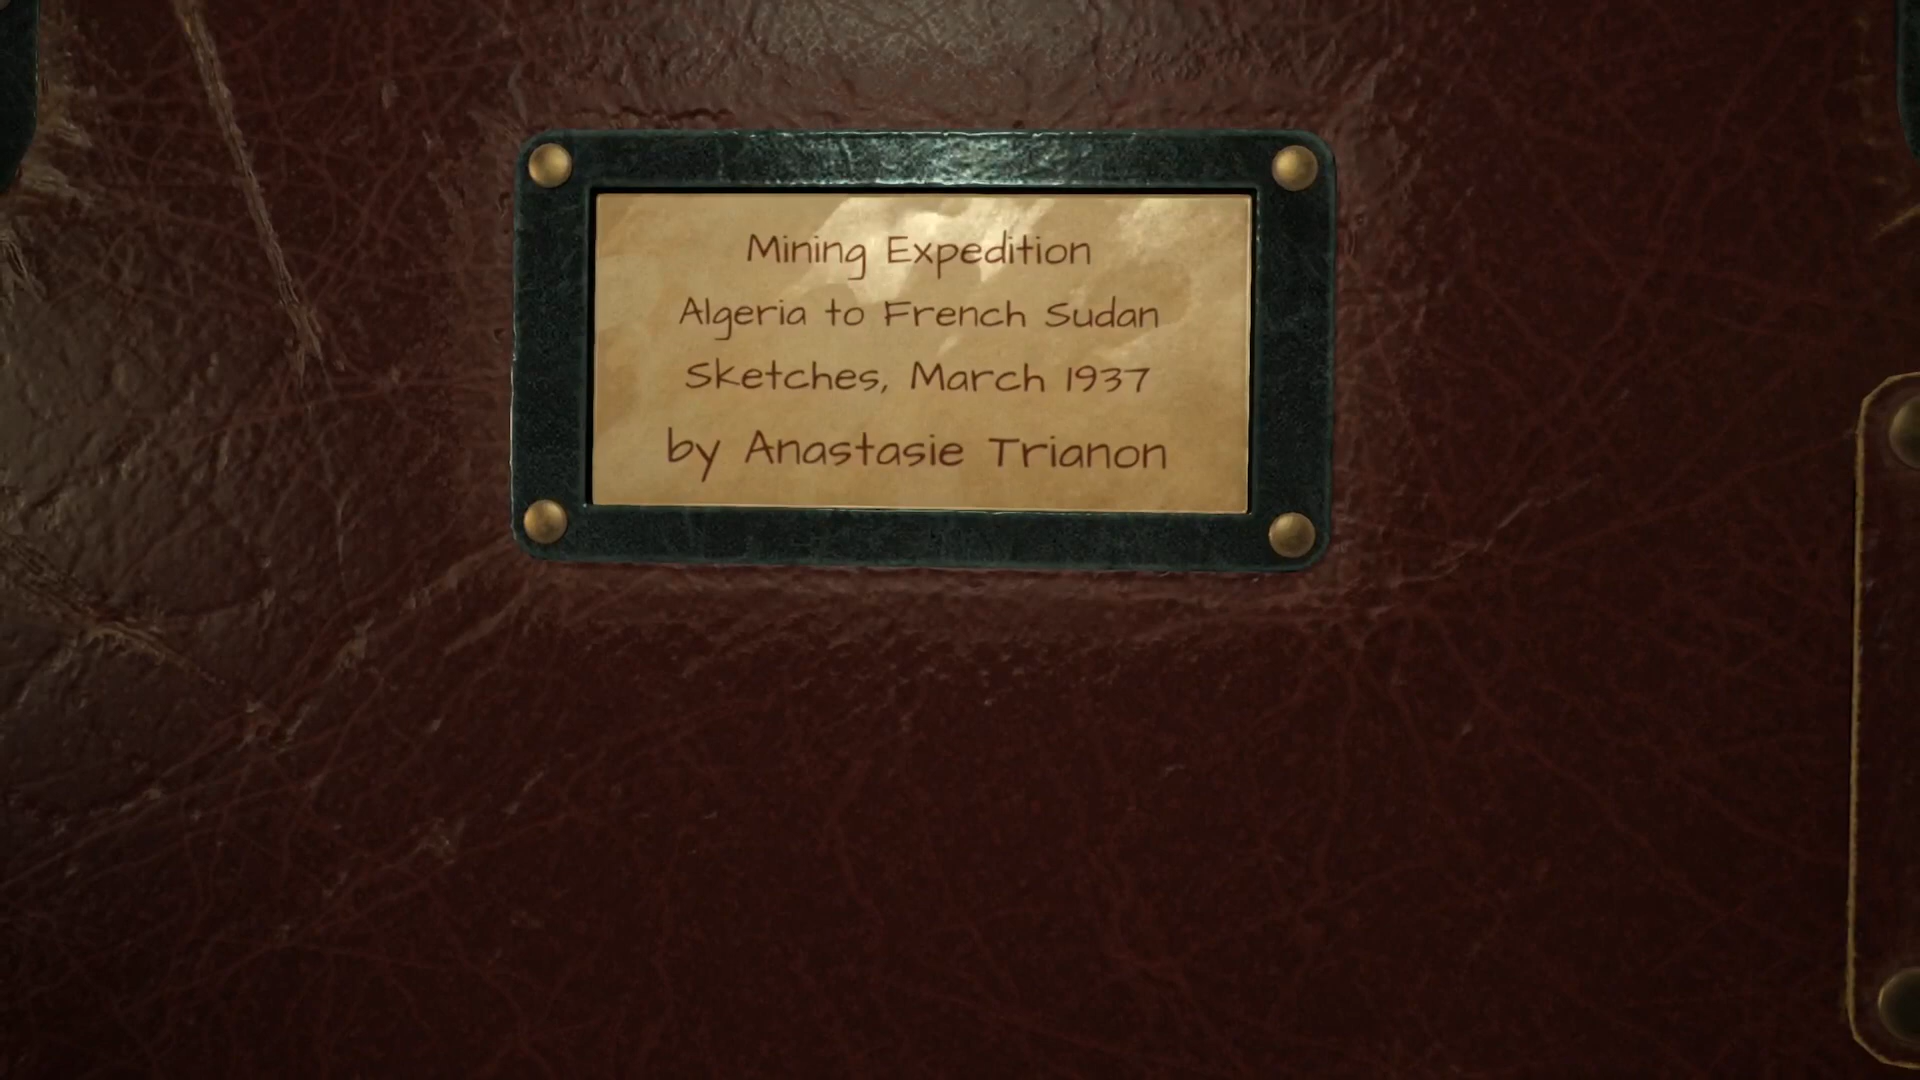 Mining Expedition
Algeria to French Sudan
Sketches, March 1937
by Anastasie Trianon